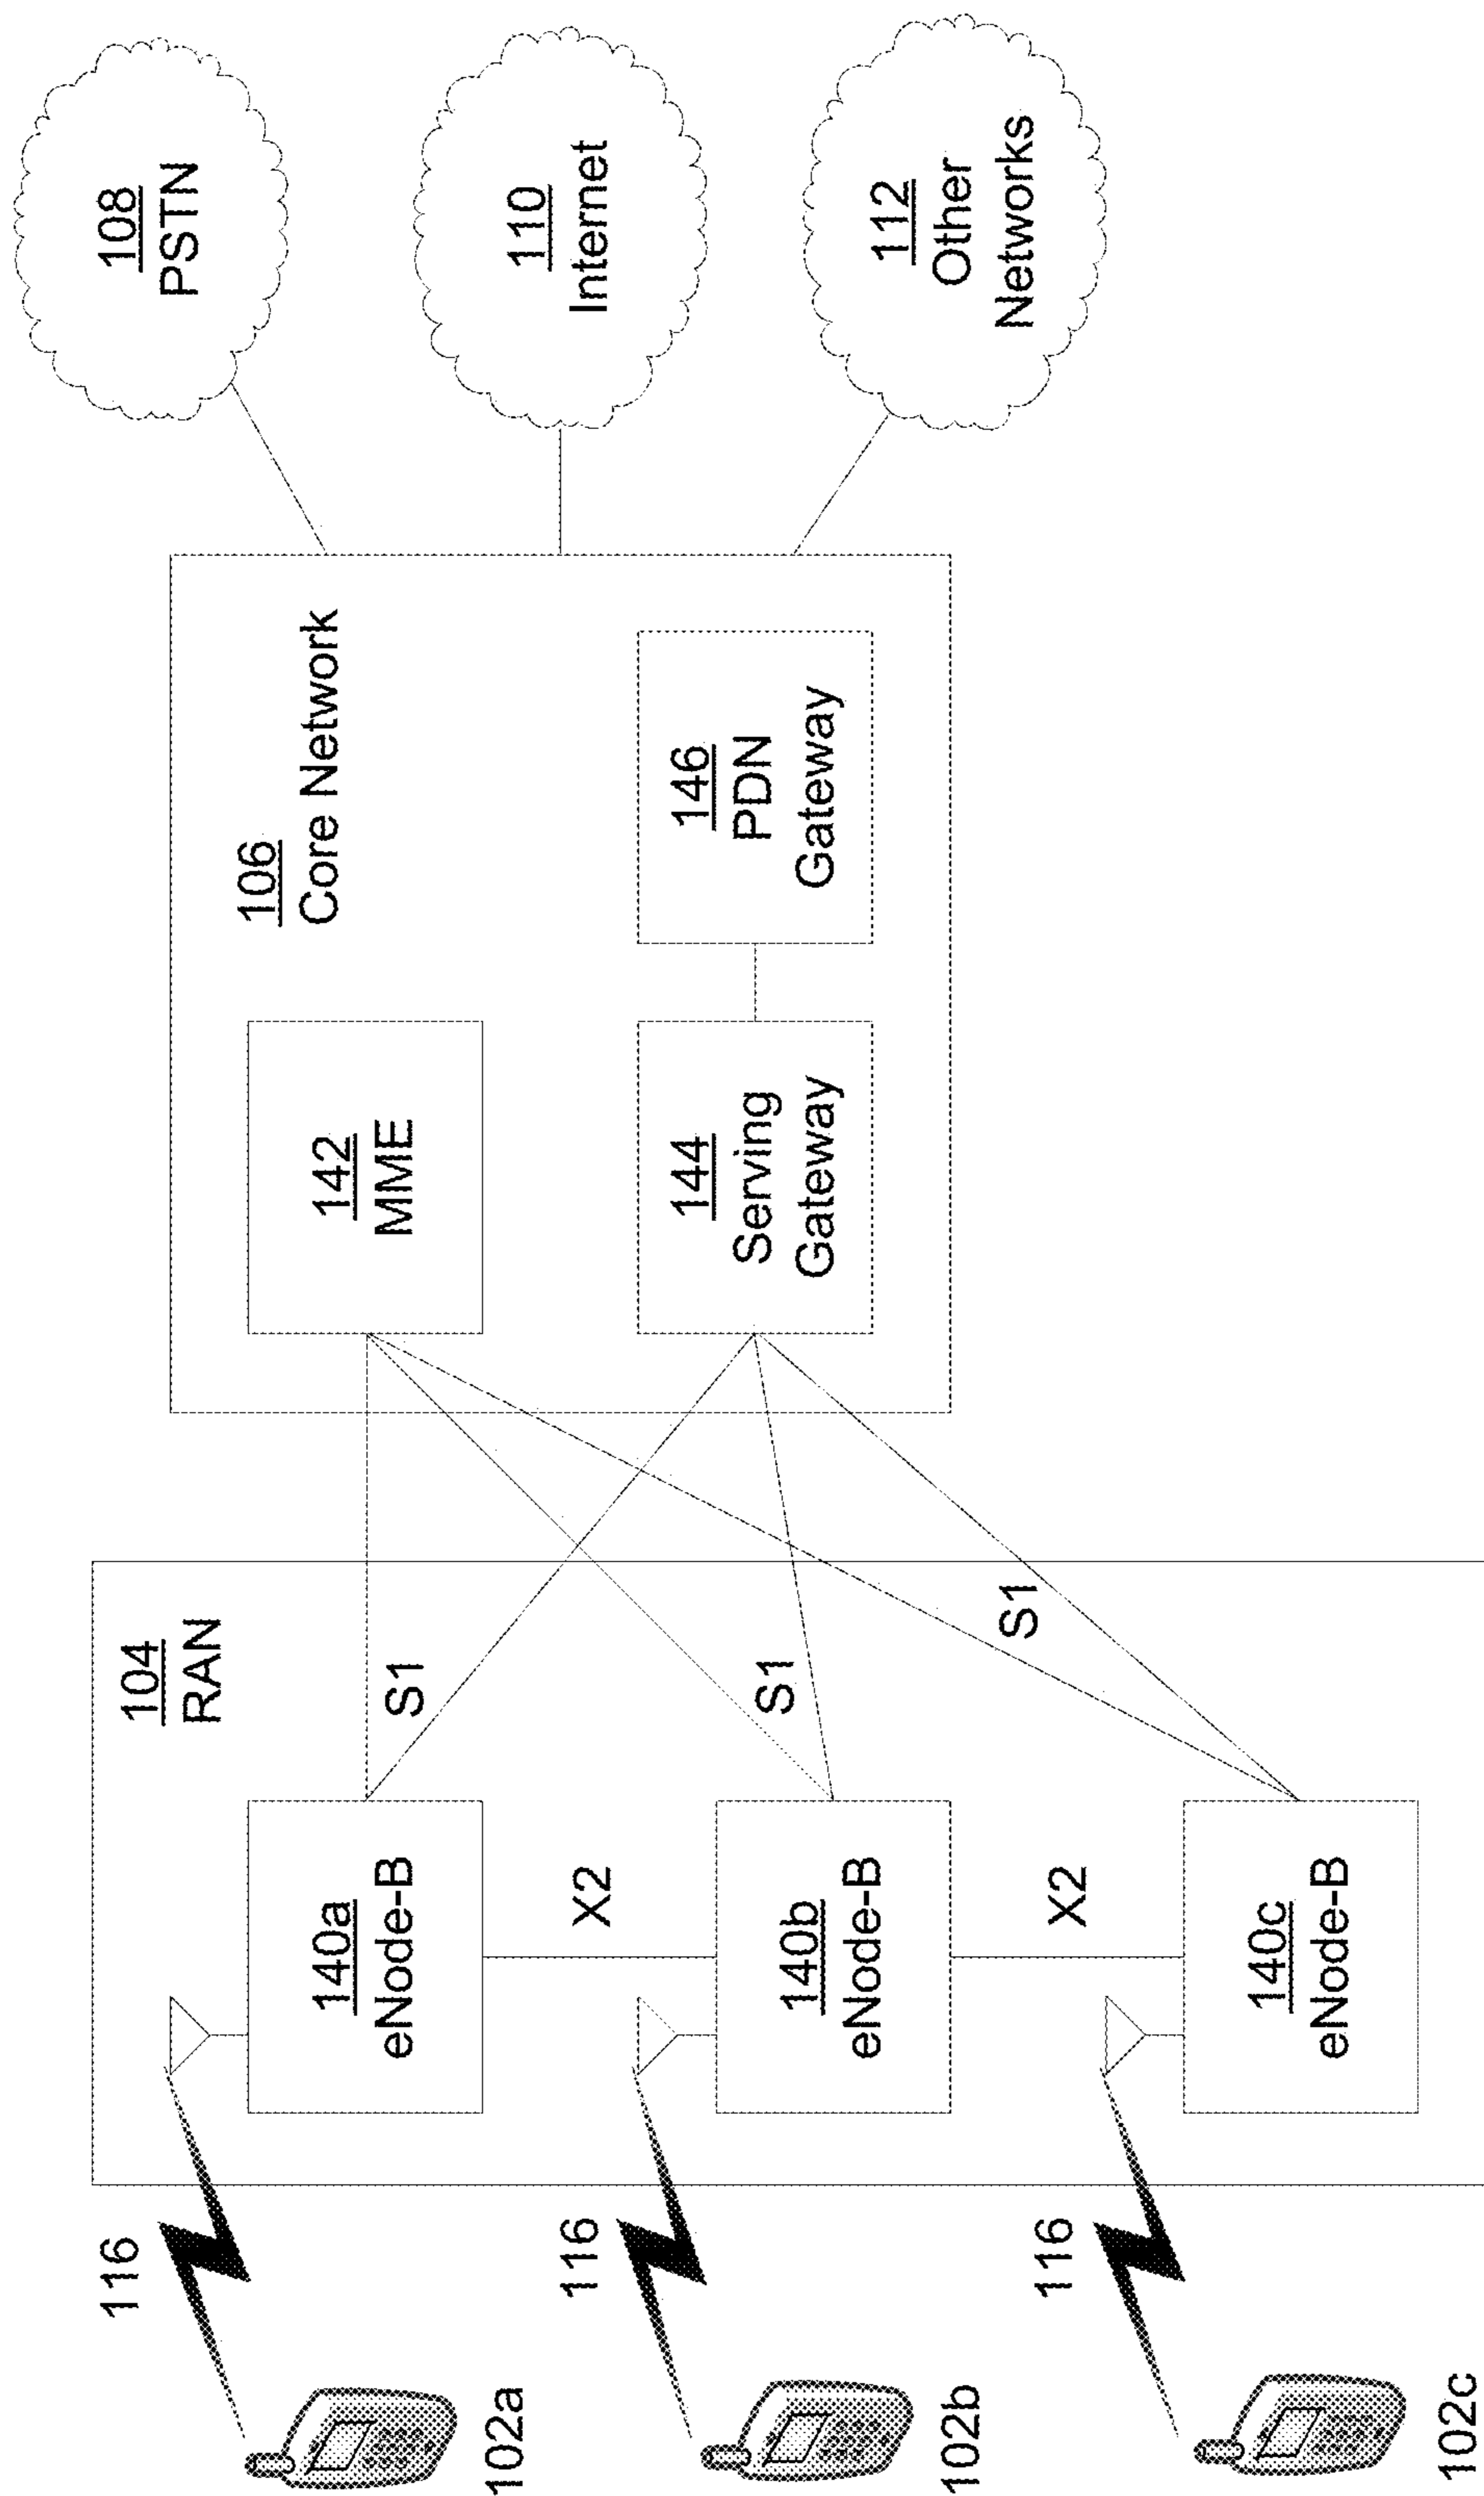 116
102a
116
102b
116
102c
104
RAN
140a
eNode-B
X2
140b
eNode-B
X2
140c
eNode-B
S1
S1
S1
106
Core Network
142
MME
144
Serving
Gateway
146
PDN
Gateway
108
PSTN
110
Internet
112
Other
Networks